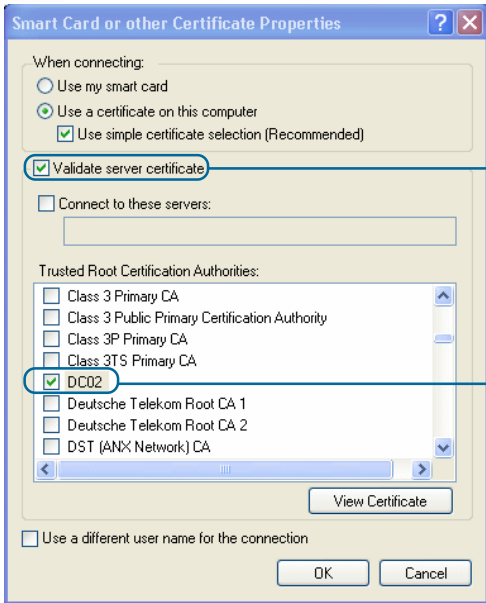 Smart Card or other Certificate Properties
When connecting:
Use my smart card
Use a certificate on this computer
Use simple certificate selection (Recommended)
Validate server certificate
Connect to these servers:
Trusted Root Certification Authorities:
Class 3 Primary CA
Class 3 Public Primary Certification Authority
Class 3P Primary CA
Class 3TS Primary CA
DC02
Deutsche Telekom Root CA 1
Deutsche Telekom Root CA 2
DST (ANX Network) CA
View Certificate
Use a different user name for the connection
OK Cancel